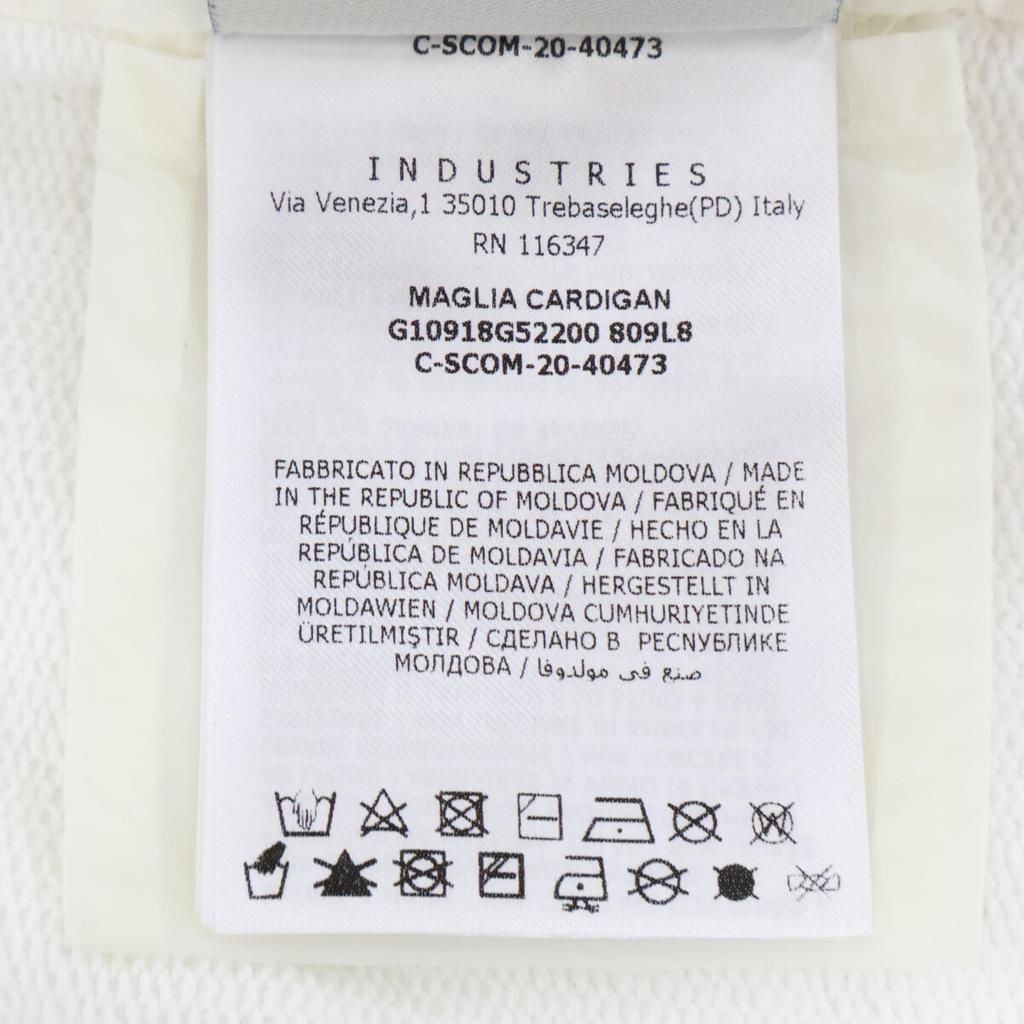 C-SCOM-20-40473
INDUSTRIES
Via Venezia,1 35010 Trebaseleghe(PD) Italy
RN 116347
MAGLIA CARDIGAN
G10918G52200 809L8
C-SCOM-20-40473
FABBRICATO IN REPUBBLICA MOLDOVA / MADE
IN THE REPUBLIC OF MOLDOVA / FABRIQUÉ EN
RÉPUBLIQUE DE MOLDAVIE / HECHO EN LA
REPÚBLICA DE MOLDAVIA / FABRICADO NA
REPÚBLICA MOLDAVA / HERGESTELLT IN
MOLDAWIEN / MOLDOVA CUMHURIYETINDE
ÜRETILMIŞTIR / СДЕЛАНО В РЕСПУБЛИКЕ
МОЛДОВА / صنع في مولدوفا